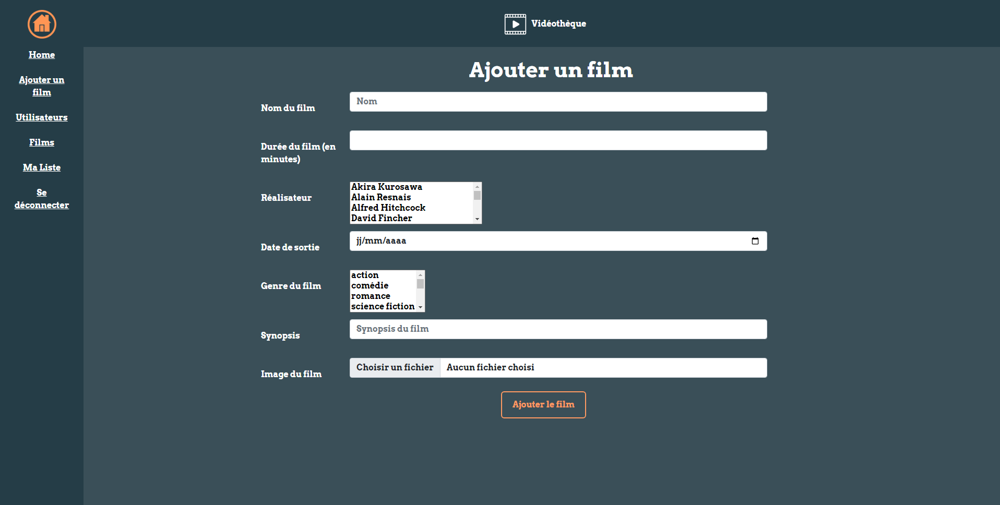 Vidéothèque
Home
Ajouter un
film
Utilisateurs
Films
Ma Liste
Se
déconnecter
Ajouter un film
Nom du film
Nom
Durée du film (en
minutes)
Réalisateur
Akira Kurosawa
Alain Resnais
Alfred Hitchcock
David Fincher
Date de sortie
jj/mm/aaaa
Genre du film
action
comédie
romance
science fiction
Synopsis
Synopsis du film
Image du film
Choisir un fichier
Aucun fichier choisi
Ajouter le film